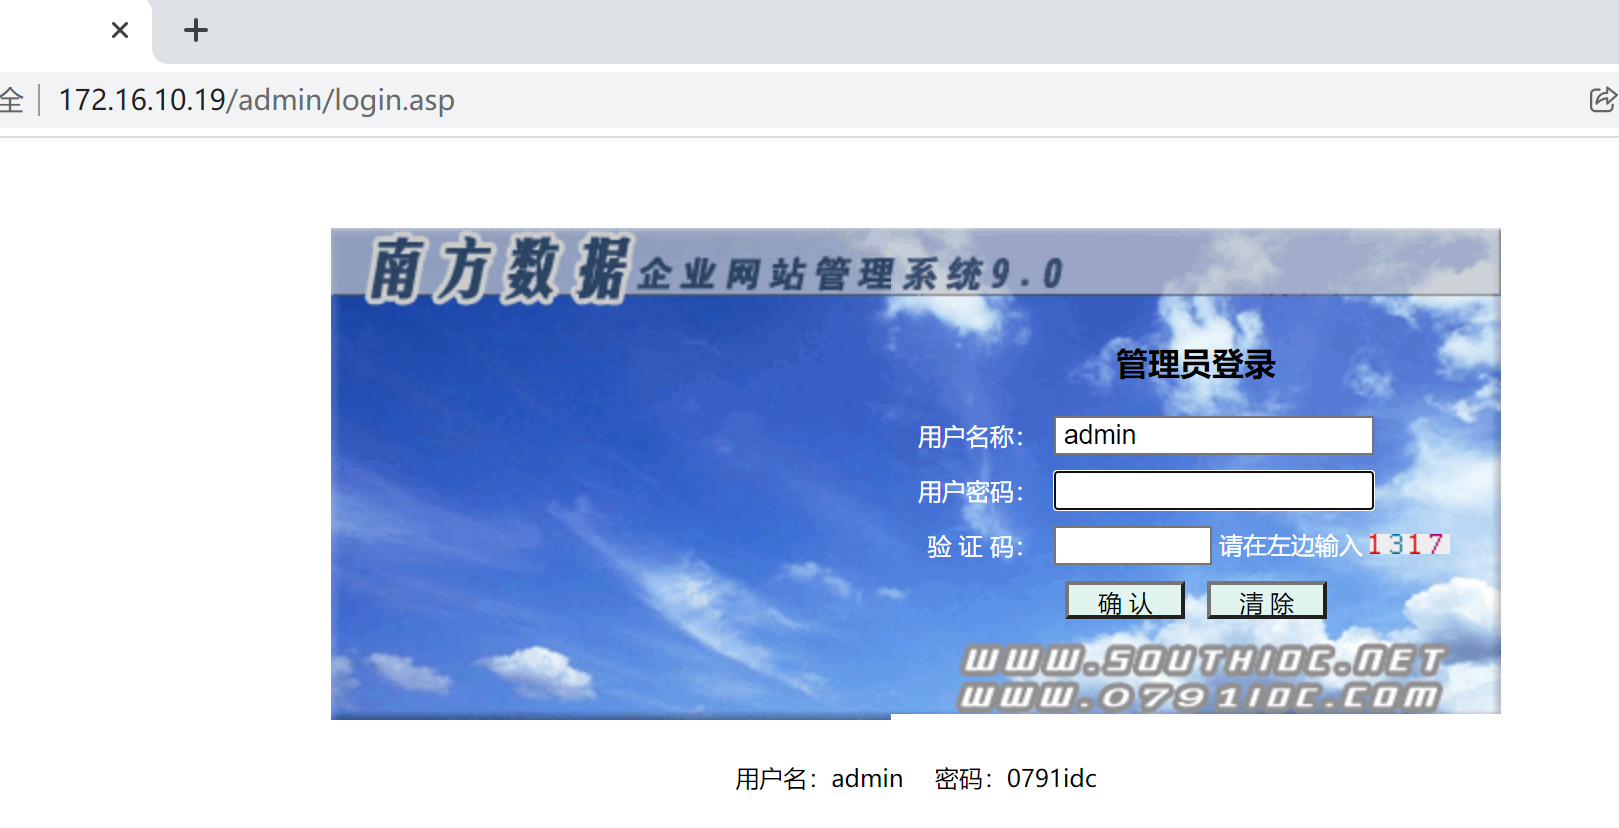 全 172.16.10.19/admin/login.asp
南方数据企业网站管理系统9.0
管理员登录
用户名称： admin
用户密码：
验 证 码： 请在左边输入 1317
确 认 清 除
WWW.SOUTHIDC.NET
WWW.0791IDC.COM
用户名：admin 密码：0791idc